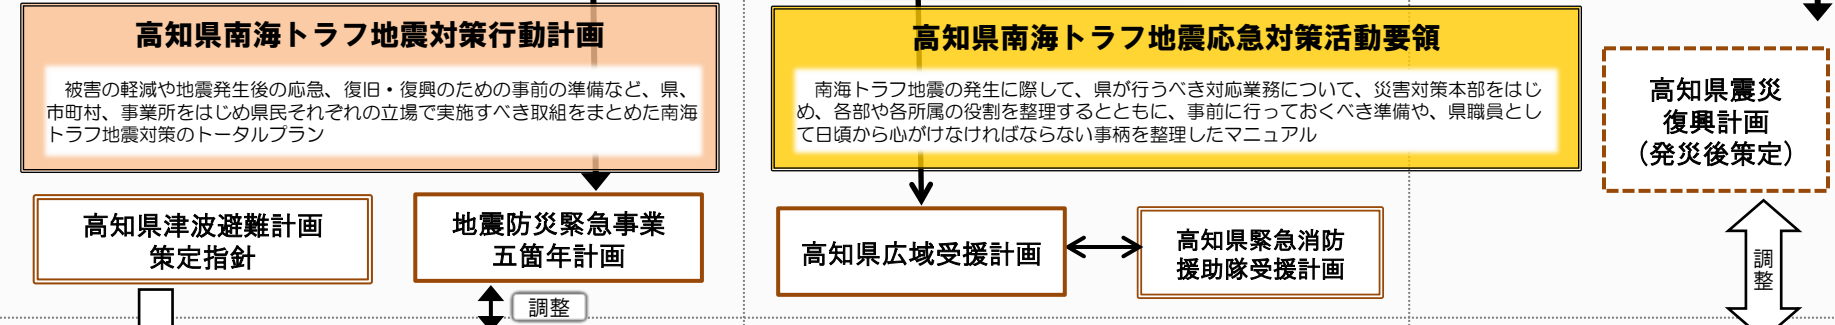 高知県南海トラフ地震対策行動計画
被害の軽減や地震発生後の応急、復旧・復興のための事前の準備など、県、
市町村、事業所をはじめ県民それぞれの立場で実施すべき取組をまとめた南海
トラフ地震対策のトータルプラン
高知県津波避難計画
策定指針
地震防災緊急事業
五箇年計画
調整
高知県南海トラフ地震応急対策活動要領
南海トラフ地震の発生に際して、県が行うべき対応業務について、災害対策本部をはじ
め、各部や各所属の役割を整理するとともに、事前に行っておくべき準備や、県職員とし
て日頃から心がけなければならない事柄を整理したマニュアル
高知県広域受援計画
高知県緊急消防
援助隊受援計画
高知県震災
復興計画
（発災後策定）
調整